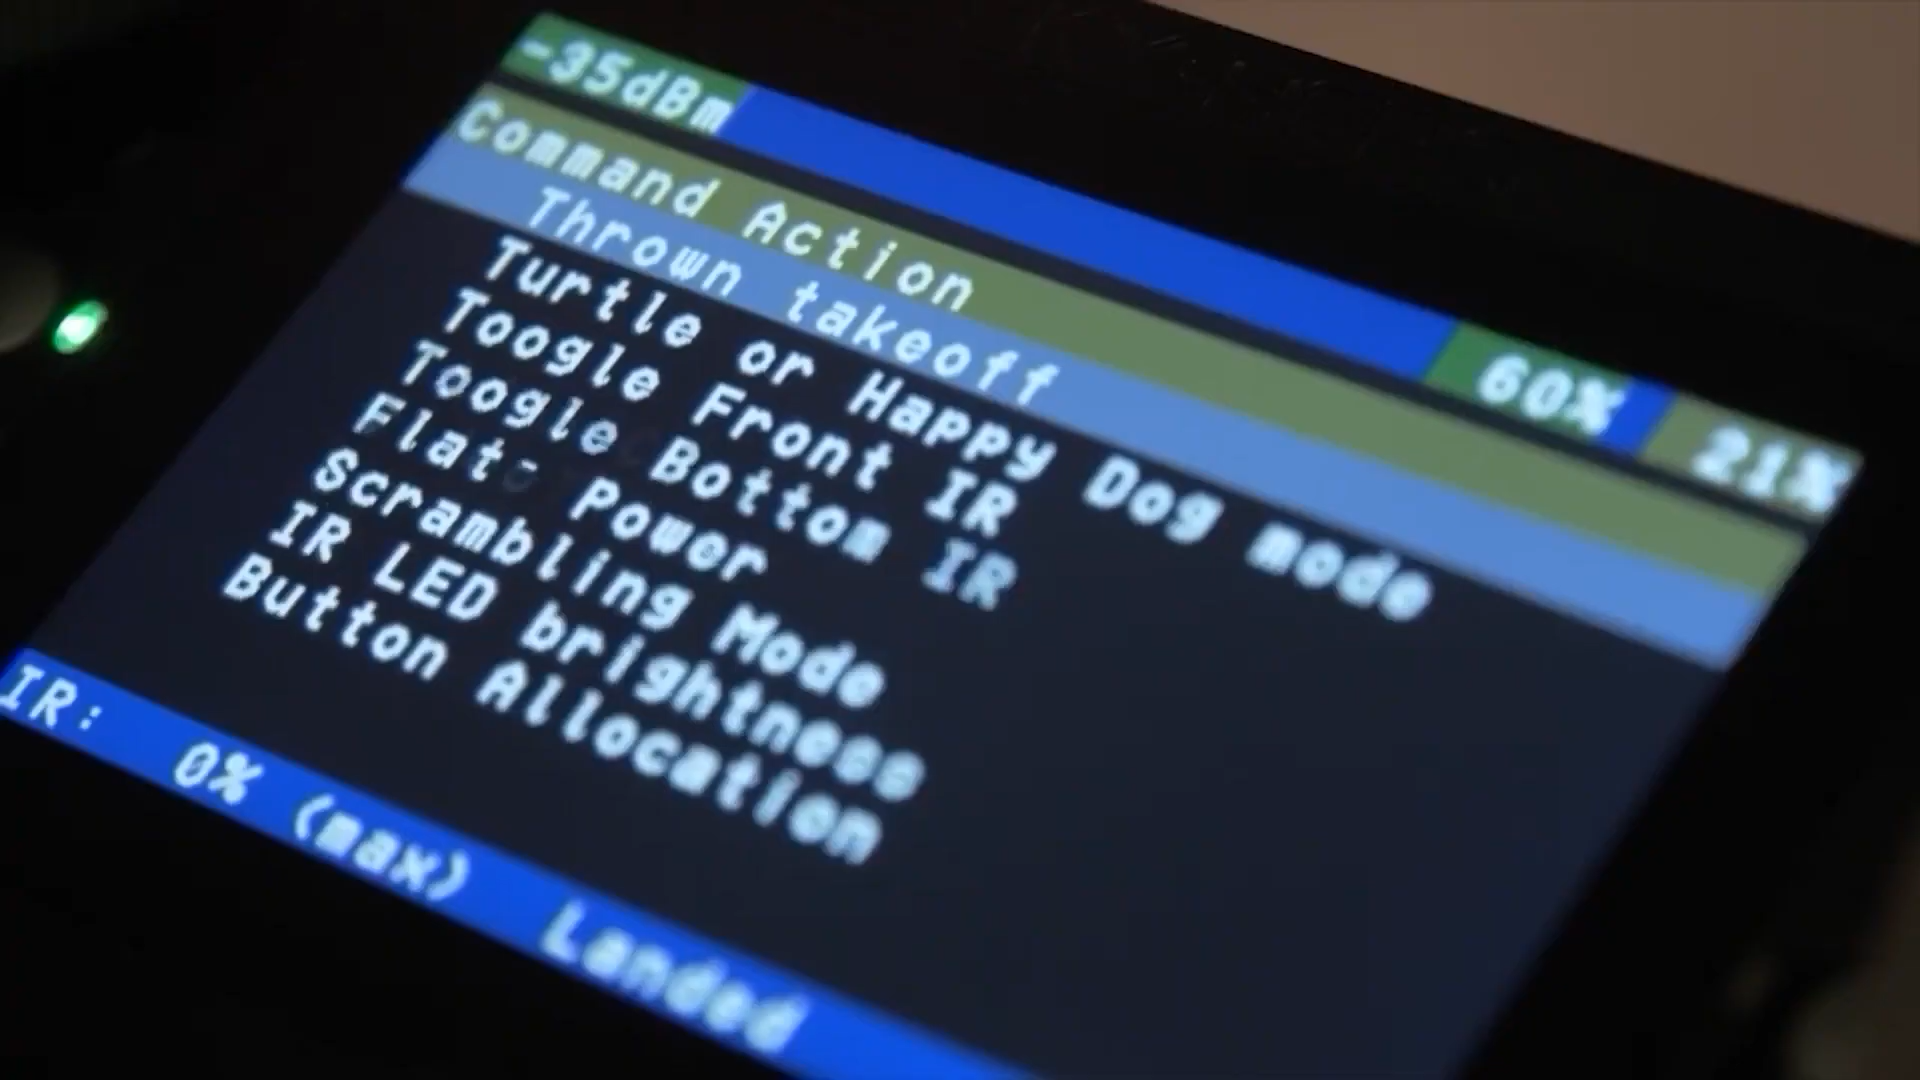 -35dBm 60% 21%
Command Action
Thrown takeoff
Turtle or Happy Dog mode
Toogle Front IR
Toogle Bottom IR
Power
Scrambling Mode
IR LED brightness
Button Allocation
IR: 0% (max) Landed